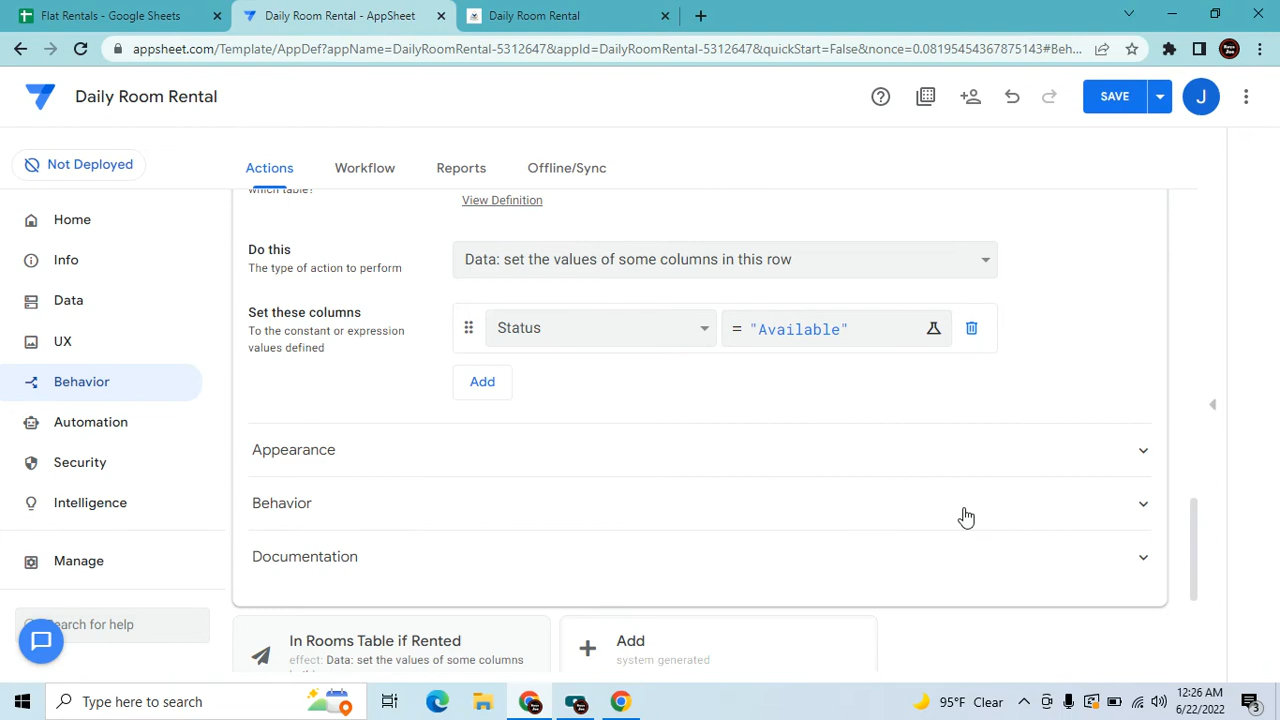 Flat Rentals - Google Sheets
Daily Room Rental - AppSheet
Daily Room Rental
appsheet.com/Template/AppDef?appName=DailyRoomRental-5312647&appId=DailyRoomRental-5312647&quickStart=False&nonce=0.08195454367875143#Beh...
Daily Room Rental
SAVE
J
Not Deployed
Actions
Workflow
Reports
Offline/Sync
Home
Info
Data
UX
Behavior
Automation
Security
Intelligence
Manage
Search for help
which table?
View Definition
Do this
The type of action to perform
Data: set the values of some columns in this row
Set these columns
To the constant or expression
values defined
Status
= "Available"
Add
Appearance
Behavior
Documentation
In Rooms Table if Rented
effect: Data: set the values of some columns
Add
system generated
Type here to search
95°F Clear
12:26 AM
6/22/2022
3